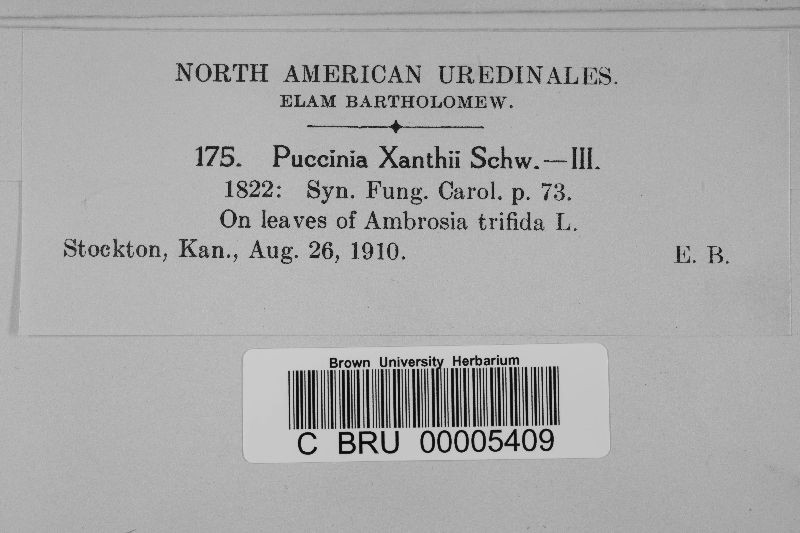 NORTH AMERICAN UREDINALES.
ELAM BARTHOLOMEW.
175. Puccinia Xanthii Schw.—III.
1822: Syn. Fung. Carol. p. 73.
On leaves of Ambrosia trifida L.
Stockton, Kan., Aug. 26, 1910. E. B.
Brown University Herbarium
C BRU 00005409